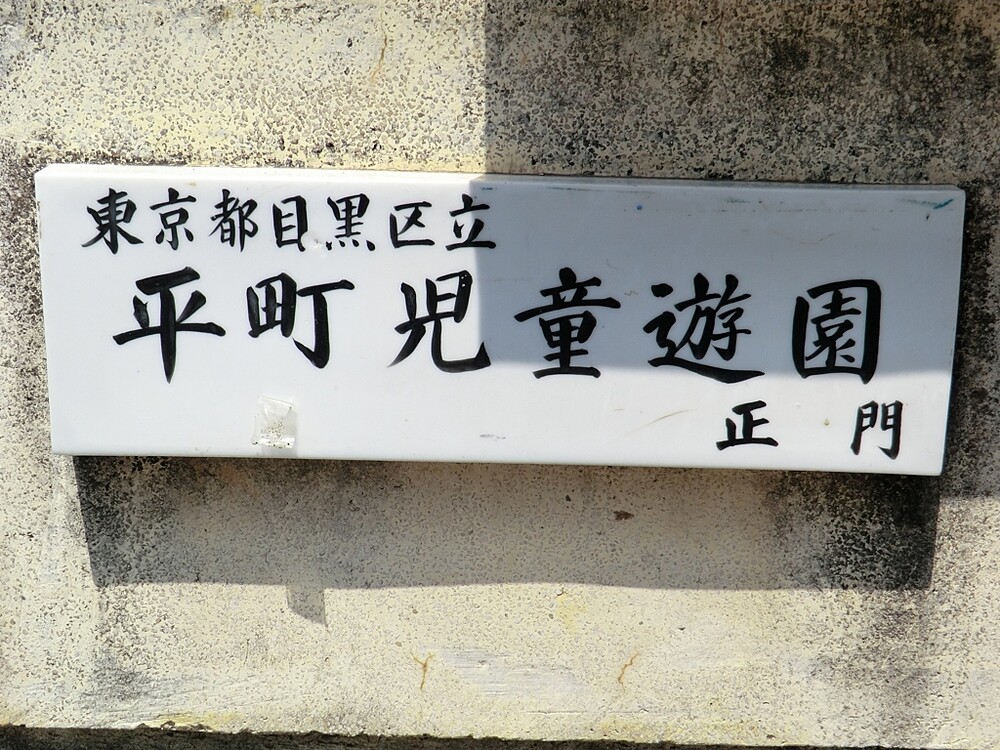 東京都目黒区立
平町児童遊園
正門